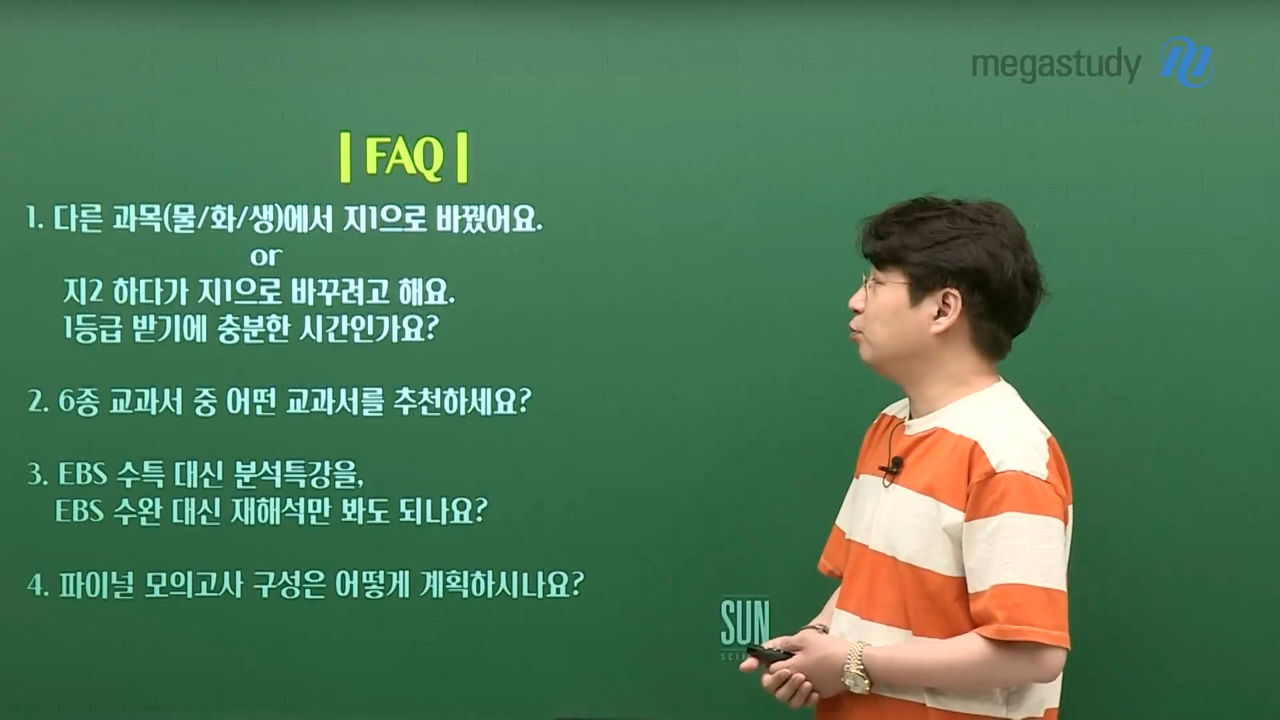 megastudy
| FAQ |
1. 다른 과목(물/화/생)에서 지1으로 바꿨어요.
or
지2 하다가 지1으로 바꾸려고 해요.
1등급 받기에 충분한 시간인가요?
2. 6종 교과서 중 어떤 교과서를 추천하세요?
3. EBS 수특 대신 분석특강을,
EBS 수완 대신 재해석만 봐도 되나요?
4. 파이널 모의고사 구성은 어떻게 계획하시나요?
SUN